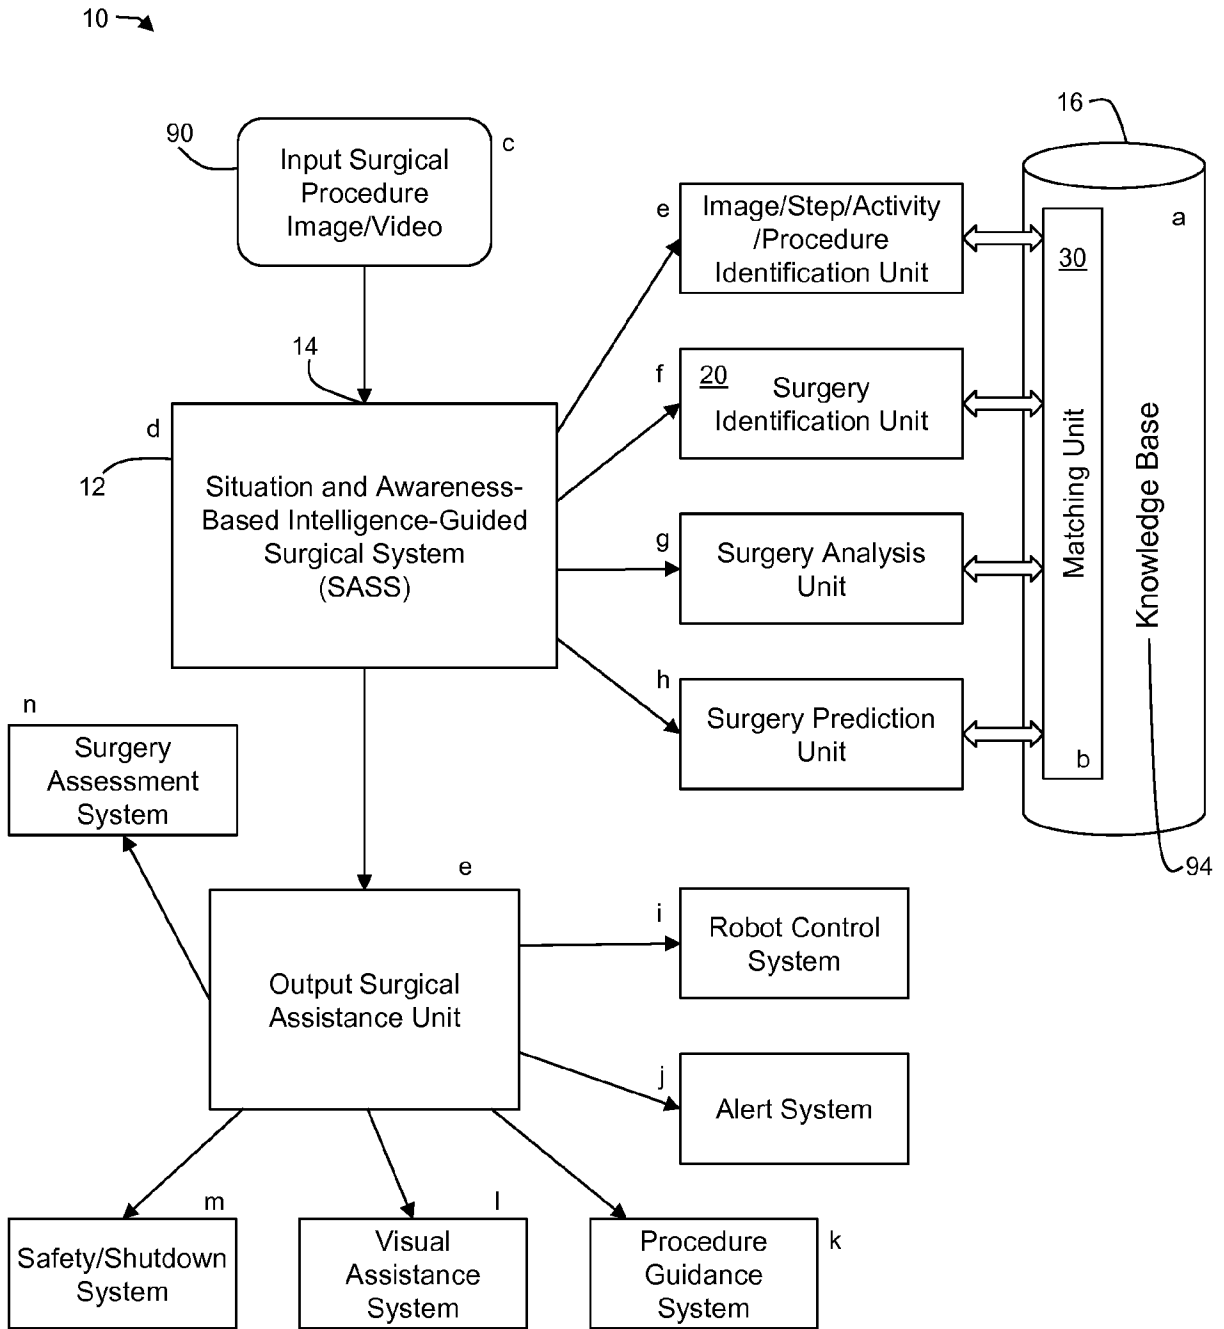 10
16
90
c
Input Surgical
Procedure
Image/Video
e
Image/Step/Activity
/Procedure
Identification Unit
a
30
14
f
20
Surgery
Identification Unit
d
12
Situation and Awareness-
Based Intelligence-Guided
Surgical System
(SASS)
Matching Unit
Knowledge Base
g
Surgery Analysis
Unit
h
Surgery Prediction
Unit
b
n
Surgery
Assessment
System
94
e
Output Surgical
Assistance Unit
i
Robot Control
System
j
Alert System
m
Safety/Shutdown
System
l
Visual
Assistance
System
k
Procedure
Guidance
System